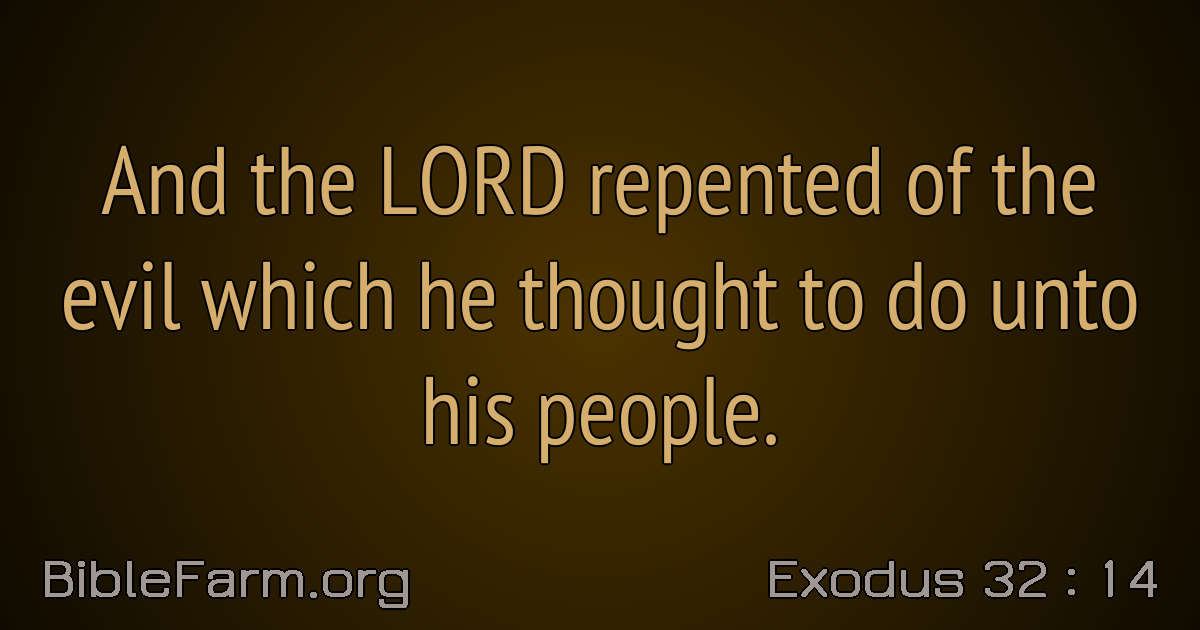 And the LORD repented of the
evil which he thought to do unto
his people.
BibleFarm.org
Exodus 32 : 14